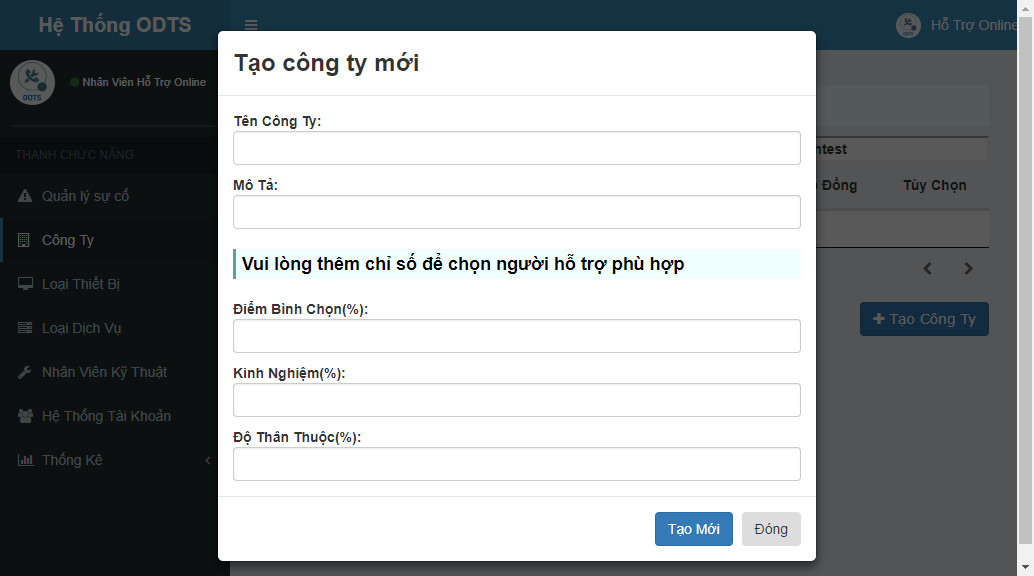 Hệ Thống ODTS
Hỗ Trợ Online
ODTS
Nhân Viên Hỗ Trợ Online
THANH CHỨC NĂNG
Quản lý sự cố
Công Ty
Loại Thiết Bị
Loại Dịch Vụ
Nhân Viên Kỹ Thuật
Hệ Thống Tài Khoản
Thống Kê
Tạo công ty mới
Tên Công Ty:
Mô Tả:
Vui lòng thêm chỉ số để chọn người hỗ trợ phù hợp
Điểm Bình Chọn(%):
Kinh Nghiệm(%):
Độ Thân Thuộc(%):
Tạo Mới
Đóng
Đồng
Tùy Chọn
Tạo Công Ty